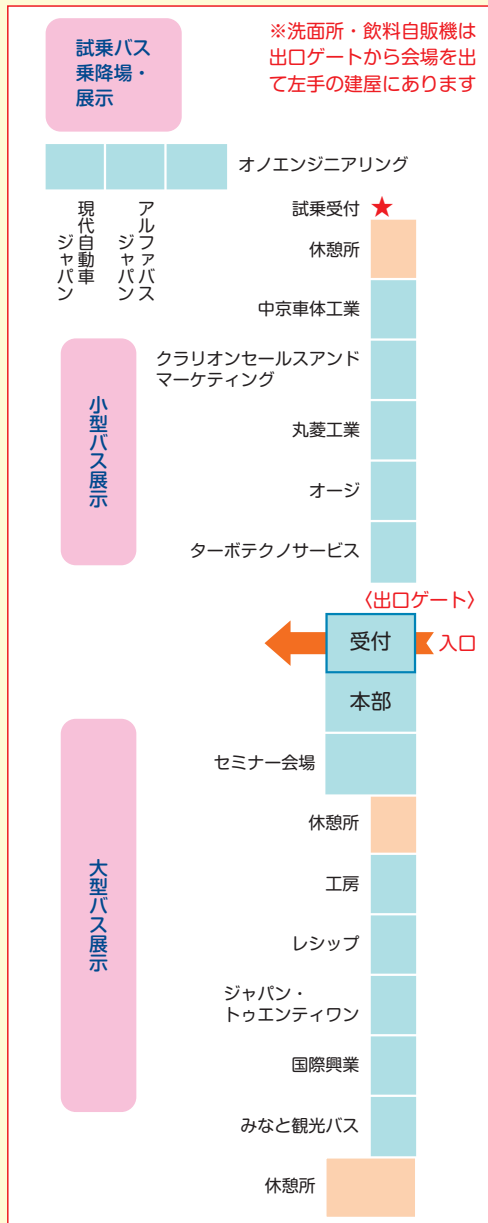 試乗バス
乗降場・
展示
※洗面所・飲料自販機は
出口ゲートから会場を出
て左手の建屋にあります
オノエンジニアリング
現代自動車
ジャパン
アルファバス
ジャパン
試乗受付 ★
休憩所
中京車体工業
クラリオンセールスアンド
マーケティング
小型バス展示
丸菱工業
オージ
ターボテクノサービス
〈出口ゲート〉
受付
入口
本部
セミナー会場
休憩所
大型バス展示
工房
レシップ
ジャパン・
トゥエンティワン
国際興業
みなと観光バス
休憩所